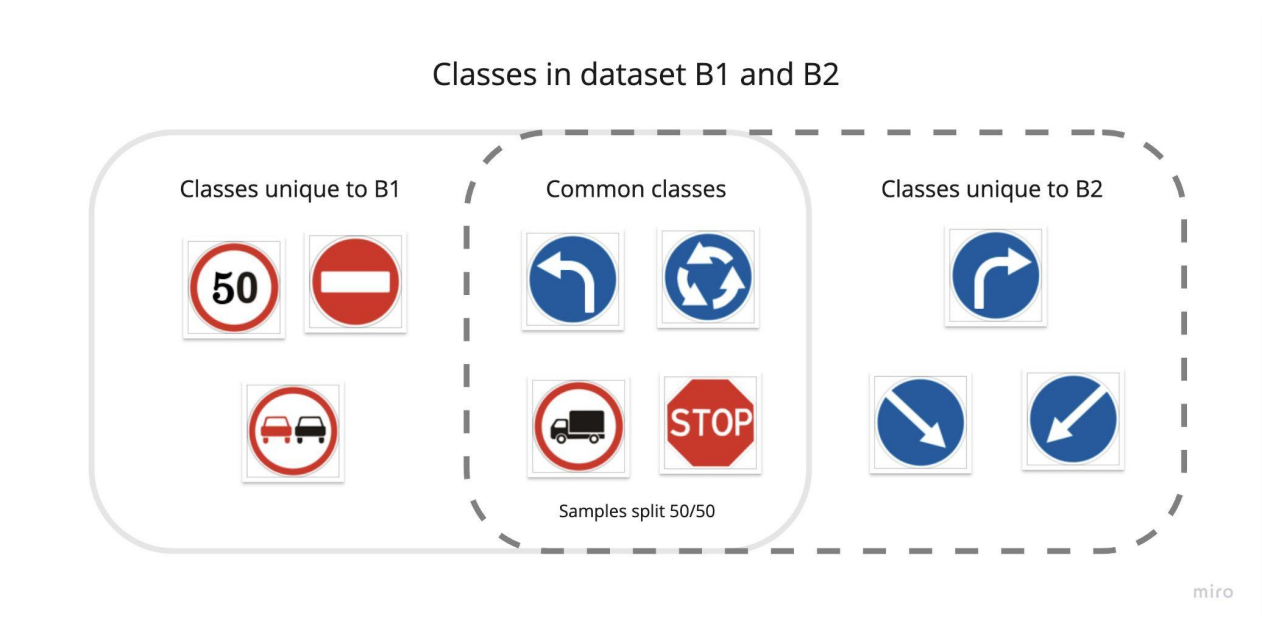 Classes in dataset B1 and B2
Classes unique to B1
Common classes
Classes unique to B2
50
STOP
Samples split 50/50
miro